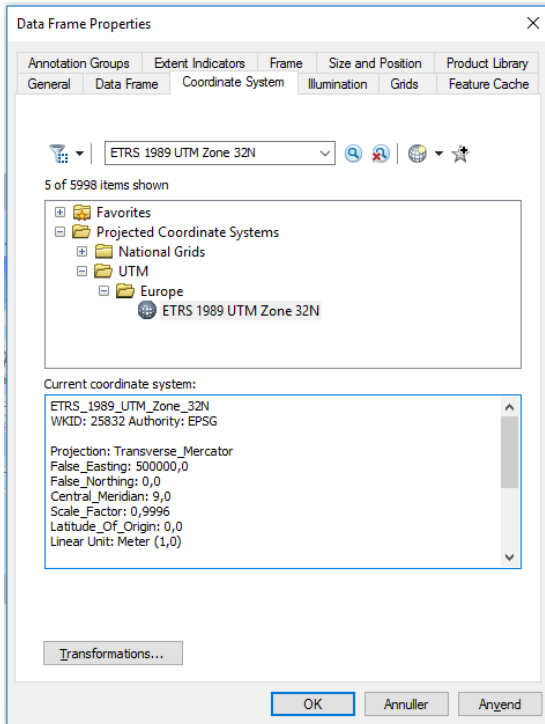 Data Frame Properties
Annotation Groups Extent Indicators Frame Size and Position Product Library
General Data Frame Coordinate System Illumination Grids Feature Cache
ETRS 1989 UTM Zone 32N
5 of 5998 items shown
Favorites
Projected Coordinate Systems
National Grids
UTM
Europe
ETRS 1989 UTM Zone 32N
Current coordinate system:
ETRS_1989_UTM_Zone_32N
WKID: 25832 Authority: EPSG
Projection: Transverse_Mercator
False_Easting: 500000,0
False_Northing: 0,0
Central_Meridian: 9,0
Scale_Factor: 0,9996
Latitude_Of_Origin: 0,0
Linear Unit: Meter (1,0)
Transformations...
OK Annuller Anvend